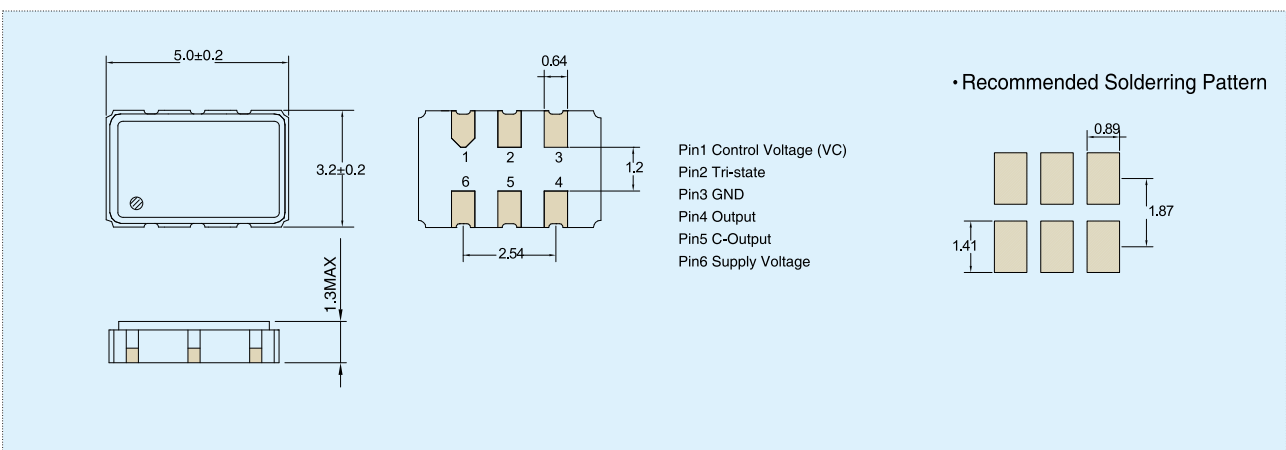 5.0±0.2
3.2±0.2
1.3MAX
0.64
1 2 3
1.2
6 5 4
2.54
Pin1 Control Voltage (VC)
Pin2 Tri-state
Pin3 GND
Pin4 Output
Pin5 C-Output
Pin6 Supply Voltage
• Recommended Solderring Pattern
0.89
1.87
1.41